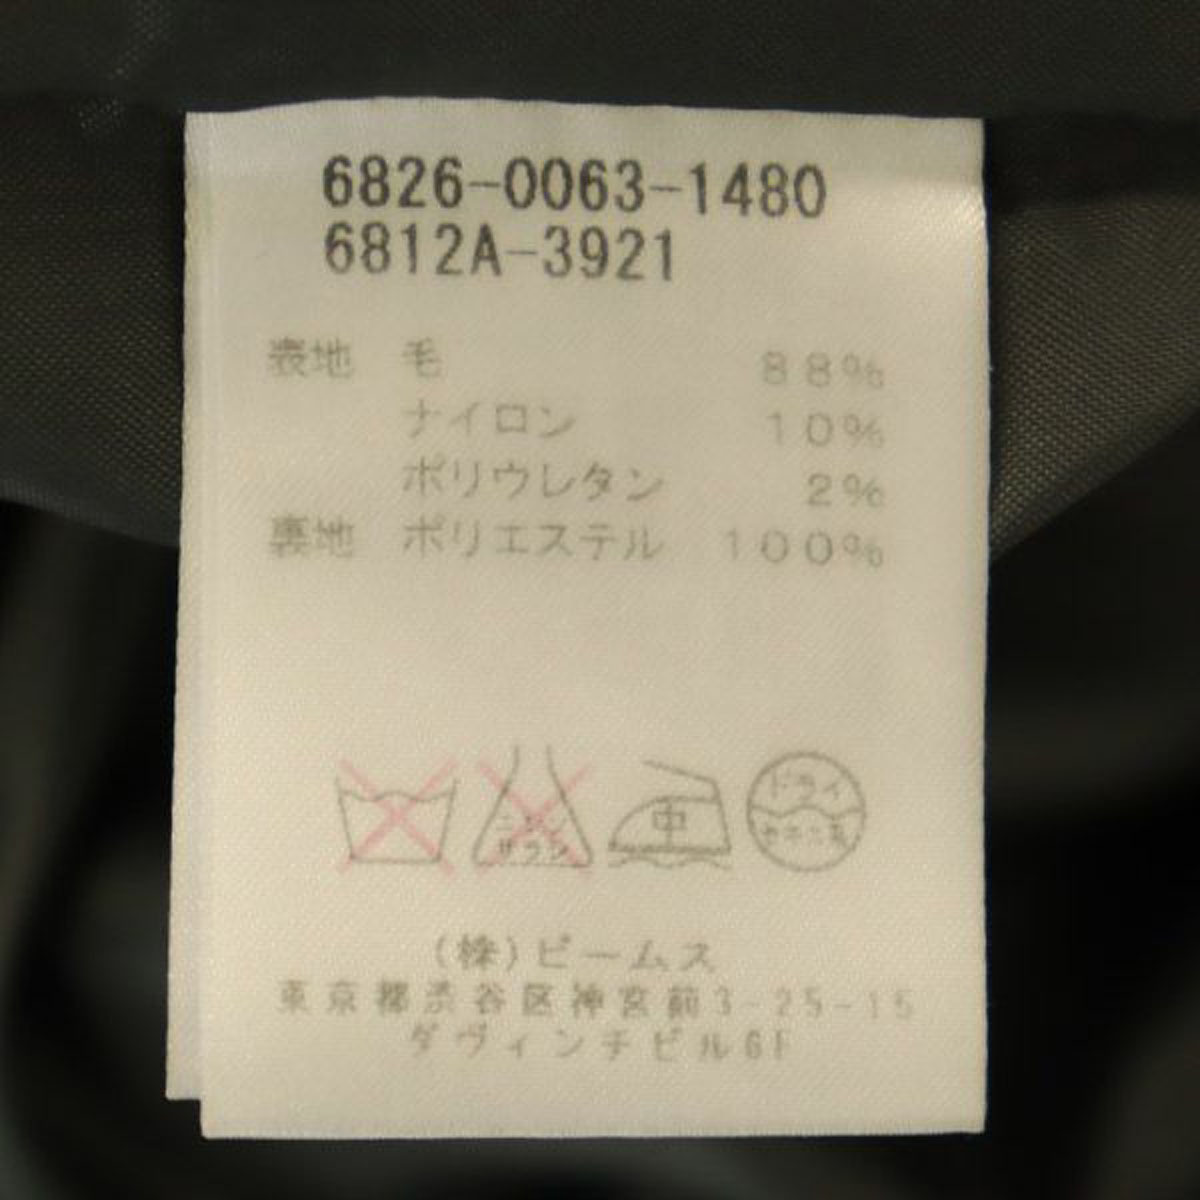 6826-0063-1480
6812A-3921
表地 毛 88%
ナイロン 10%
ポリウレタン 2%
裏地 ポリエステル 100%
中 ドライ
(株)ビームス
東京都渋谷区神宮前3-25-15
ダヴィンチビル6F